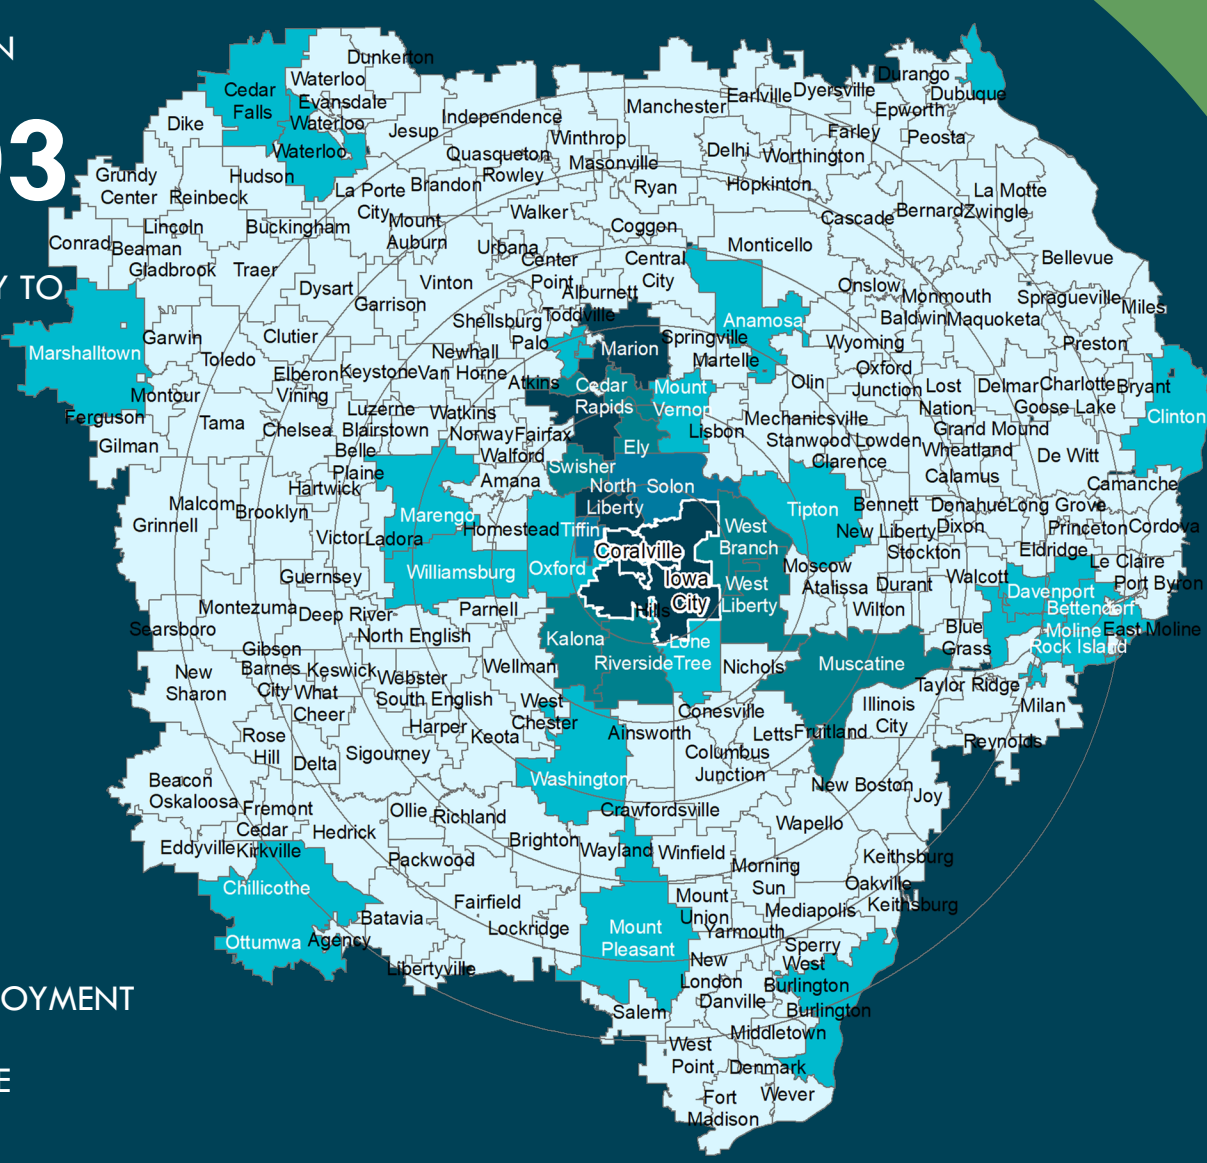 N
03
Y TO
OYMENT
E
Dunkerton
Waterloo
Cedar
Falls
Evansdale
Waterloo
Dike
Jesup
Waterloo
Independence
Winthrop
Manchester
Earlville
Dyersville
Durango
Dubuque
Epworth
Farley
Peosta
Grundy
Center
Hudson
Reinbeck
La Porte
City
Brandon
Quasqueton
Rowley
Masonville
Ryan
Delhi
Worthington
Hopkinton
La Motte
Conrad
Lincoln
Beaman
Gladbrook
Buckingham
Traer
Mount
Auburn
Walker
Urbana
Center
Point
Coggon
Central
City
Monticello
Cascade
Bernard
Zwingle
Bellevue
Dysart
Vinton
Garrison
Alburnett
Toddville
Onslow
Monmouth
Baldwin
Maquoketa
Spragueville
Miles
Marshalltown
Garwin
Toledo
Clutier
Shellsburg
Palo
Marion
Springville
Martelle
Anamosa
Wyoming
Preston
Montour
Elberon
Vining
Keystone
Van Horne
Newhall
Atkins
Cedar
Rapids
Mount
Vernon
Olin
Oxford
Junction
Lost
Nation
Delmar
Charlotte
Bryant
Goose Lake
Clinton
Ferguson
Gilman
Tama
Chelsea
Luzerne
Blairstown
Watkins
Norway
Fairfax
Walford
Ely
Lisbon
Mechanicsville
Stanwood
Lowden
Clarence
Grand Mound
Wheatland
De Witt
Belle
Plaine
Hartwick
Amana
Swisher
North
Liberty
Solon
Calamus
Camanche
Malcom
Grinnell
Brooklyn
Victor
Ladora
Marengo
Homestead
Tiffin
West
Branch
Tipton
Bennett
New Liberty
Donahue
Dixon
Long Grove
Princeton
Cordova
Stockton
Eldridge
Le Claire
Port Byron
Guernsey
Williamsburg
Oxford
Coralville
Iowa
City
Hills
West
Liberty
Moscow
Atalissa
Durant
Walcott
Davenport
Bettendorf
Moline
East Moline
Rock Island
Montezuma
Deep River
Parnell
Wilton
Blue
Grass
Searsboro
Gibson
North English
Kalona
Riverside
Lone
Tree
Nichols
Muscatine
New
Sharon
Barnes
City
Keswick
What
Cheer
Webster
South English
Wellman
West
Chester
Conesville
Letts
Fruitland
Illinois
City
Taylor Ridge
Milan
Reynolds
Rose
Hill
Delta
Harper
Keota
Sigourney
Ainsworth
Columbus
Junction
Beacon
Oskaloosa
Fremont
Washington
New Boston
Joy
Cedar
Eddyville
Kirkville
Hedrick
Ollie
Richland
Crawfordsville
Wapello
Brighton
Wayland
Winfield
Packwood
Morning
Sun
Keithsburg
Oakville
Keithsburg
Chillicothe
Batavia
Fairfield
Mount
Union
Mediapolis
Ottumwa
Agency
Lockridge
Mount
Pleasant
Yarmouth
Sperry
Libertyville
New
London
West
Burlington
Danville
Burlington
Salem
Middletown
West
Point
Denmark
Fort
Madison
Wever